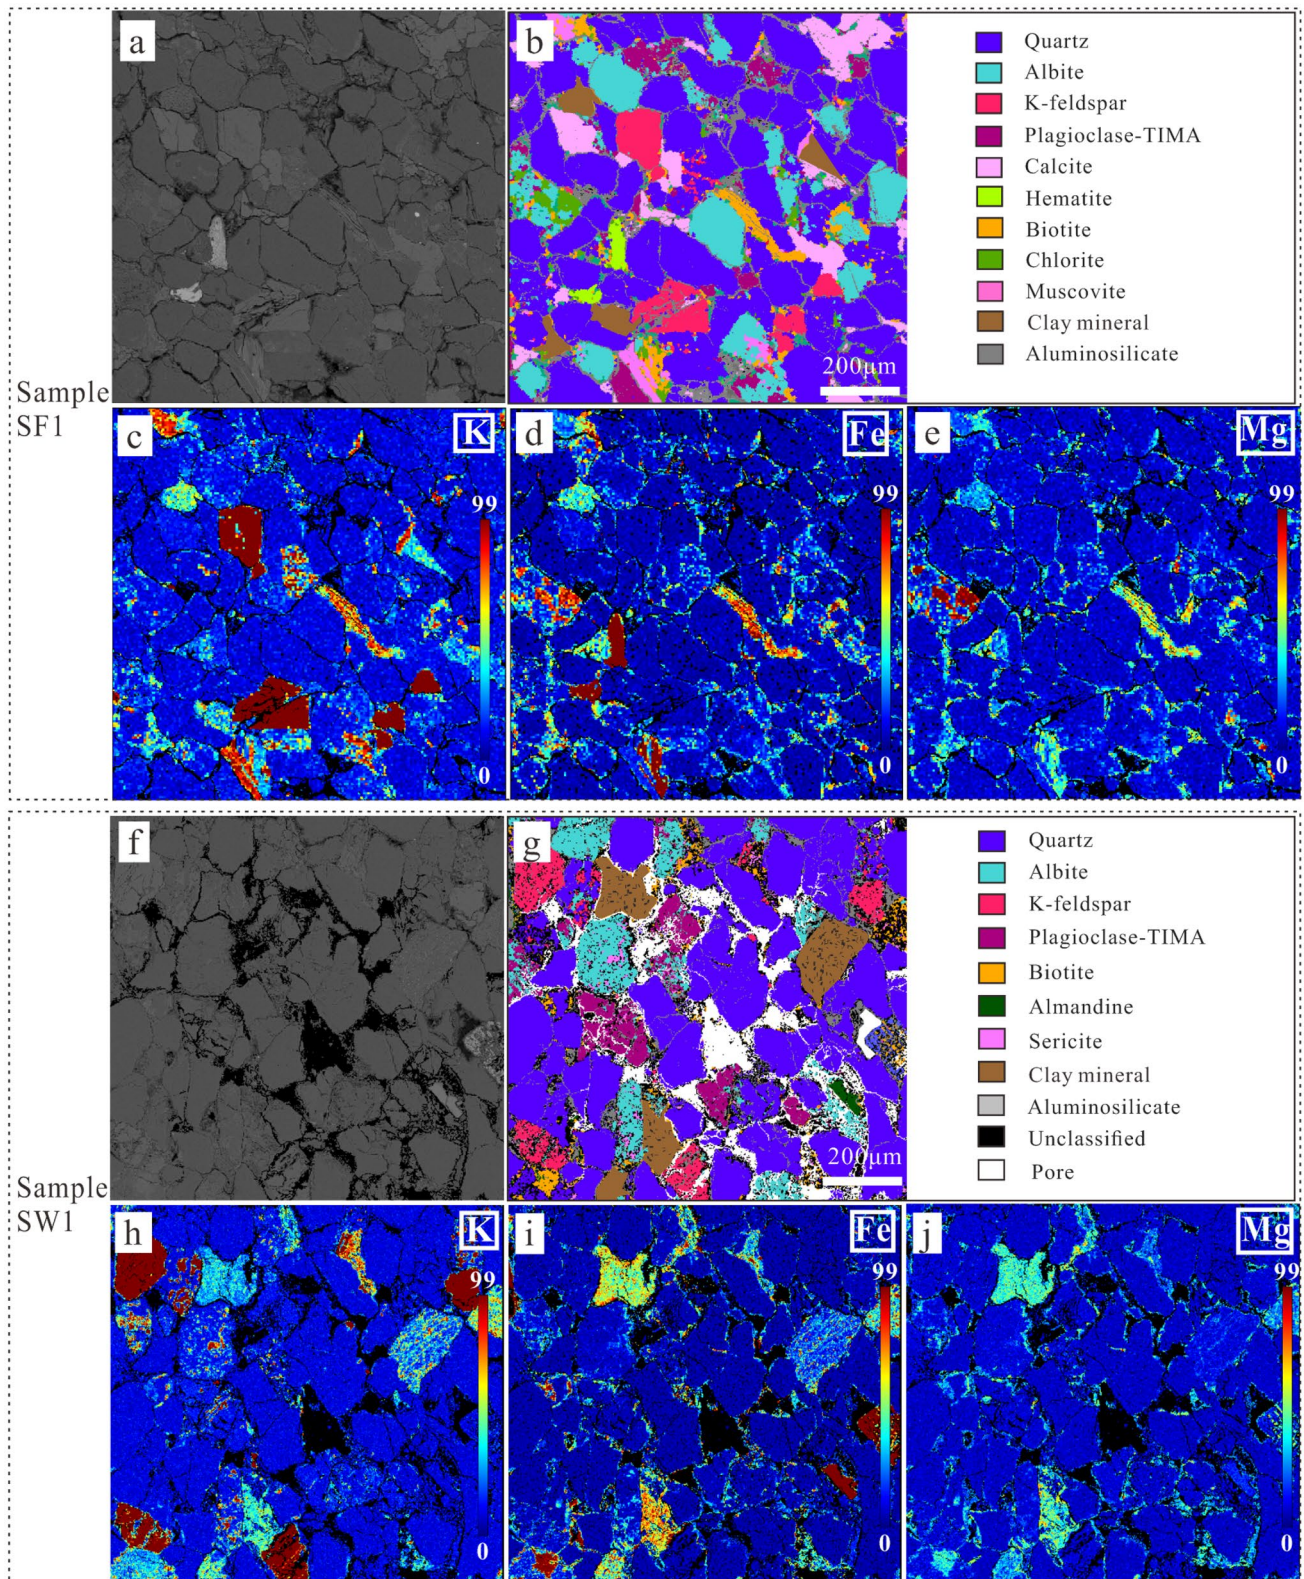 a
b
Quartz
Albite
K-feldspar
Plagioclase-TIMA
Calcite
Hematite
Biotite
Chlorite
Muscovite
Clay mineral
Aluminosilicate
200μm
Sample
SF1
c
K
99
0
d
Fe
99
0
e
Mg
99
0
f
g
Quartz
Albite
K-feldspar
Plagioclase-TIMA
Biotite
Almandine
Sericite
Clay mineral
Aluminosilicate
Unclassified
Pore
200μm
Sample
SW1
h
K
99
0
i
Fe
99
0
j
Mg
99
0